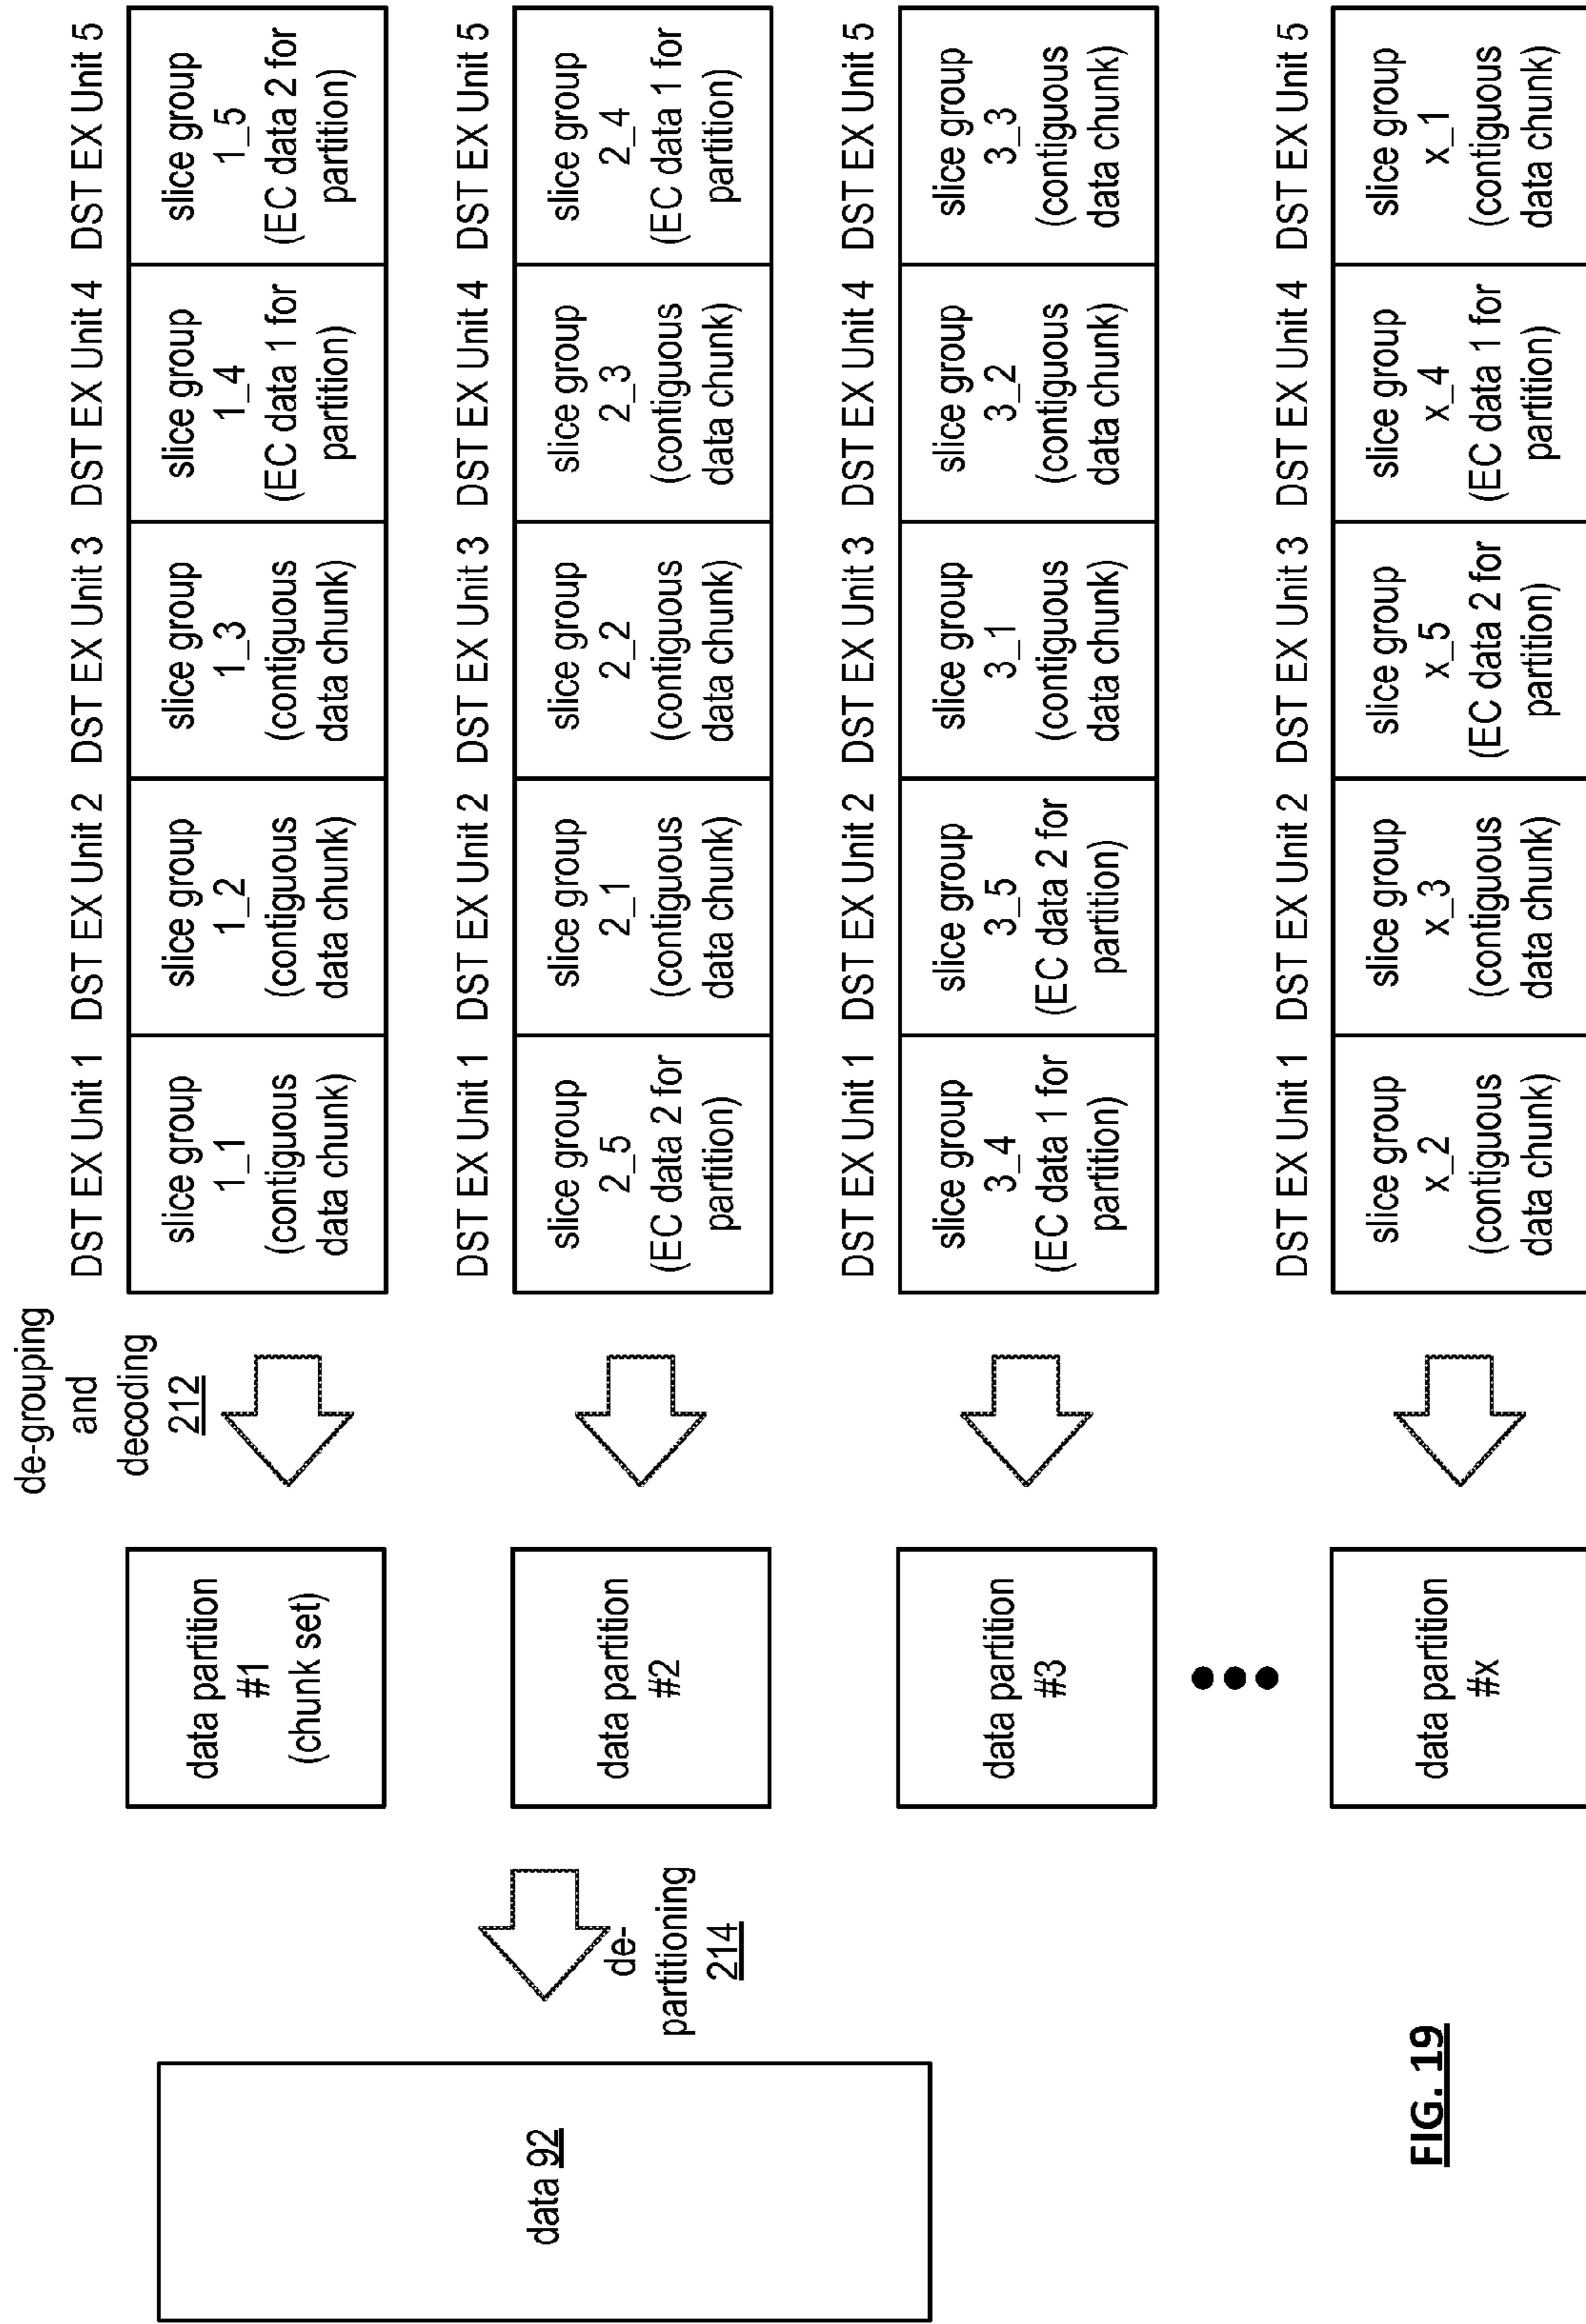 de-grouping
and
decoding
212
DST EX Unit 1
DST EX Unit 2
DST EX Unit 3
DST EX Unit 4
DST EX Unit 5
data partition
#1
(chunk set)
slice group
1_1
(contiguous
data chunk)
slice group
1_2
(contiguous
data chunk)
slice group
1_3
(contiguous
data chunk)
slice group
1_4
(EC data 1 for
partition)
slice group
1_5
(EC data 2 for
partition)
data 92
de-
partitioning
214
DST EX Unit 1
DST EX Unit 2
DST EX Unit 3
DST EX Unit 4
DST EX Unit 5
data partition
#2
slice group
2_5
(EC data 2 for
partition)
slice group
2_1
(contiguous
data chunk)
slice group
2_2
(contiguous
data chunk)
slice group
2_3
(contiguous
data chunk)
slice group
2_4
(EC data 1 for
partition)
DST EX Unit 1
DST EX Unit 2
DST EX Unit 3
DST EX Unit 4
DST EX Unit 5
data partition
#3
slice group
3_4
(EC data 1 for
partition)
slice group
3_5
(EC data 2 for
partition)
slice group
3_1
(contiguous
data chunk)
slice group
3_2
(contiguous
data chunk)
slice group
3_3
(contiguous
data chunk)
DST EX Unit 1
DST EX Unit 2
DST EX Unit 3
DST EX Unit 4
DST EX Unit 5
data partition
#x
slice group
x_2
(contiguous
data chunk)
slice group
x_3
(contiguous
data chunk)
slice group
x_5
(EC data 2 for
partition)
slice group
x_4
(EC data 1 for
partition)
slice group
x_1
(contiguous
data chunk)
FIG. 19